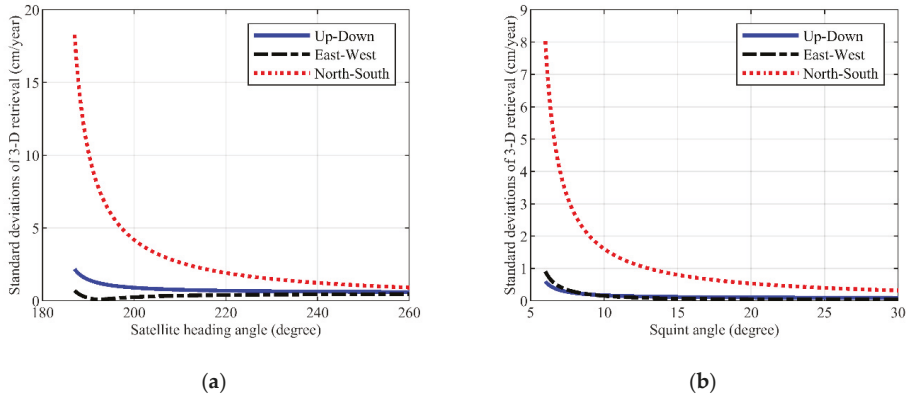 Standard deviations of 3-D retrieval (cm/year)
20
15
10
5
0
180 200 220 240 260
Satellite heading angle (degree)
Up-Down
East-West
North-South
(a)
Standard deviations of 3-D retrieval (cm/year)
9
8
7
6
5
4
3
2
1
0
5 10 15 20 25 30
Squint angle (degree)
Up-Down
East-West
North-South
(b)